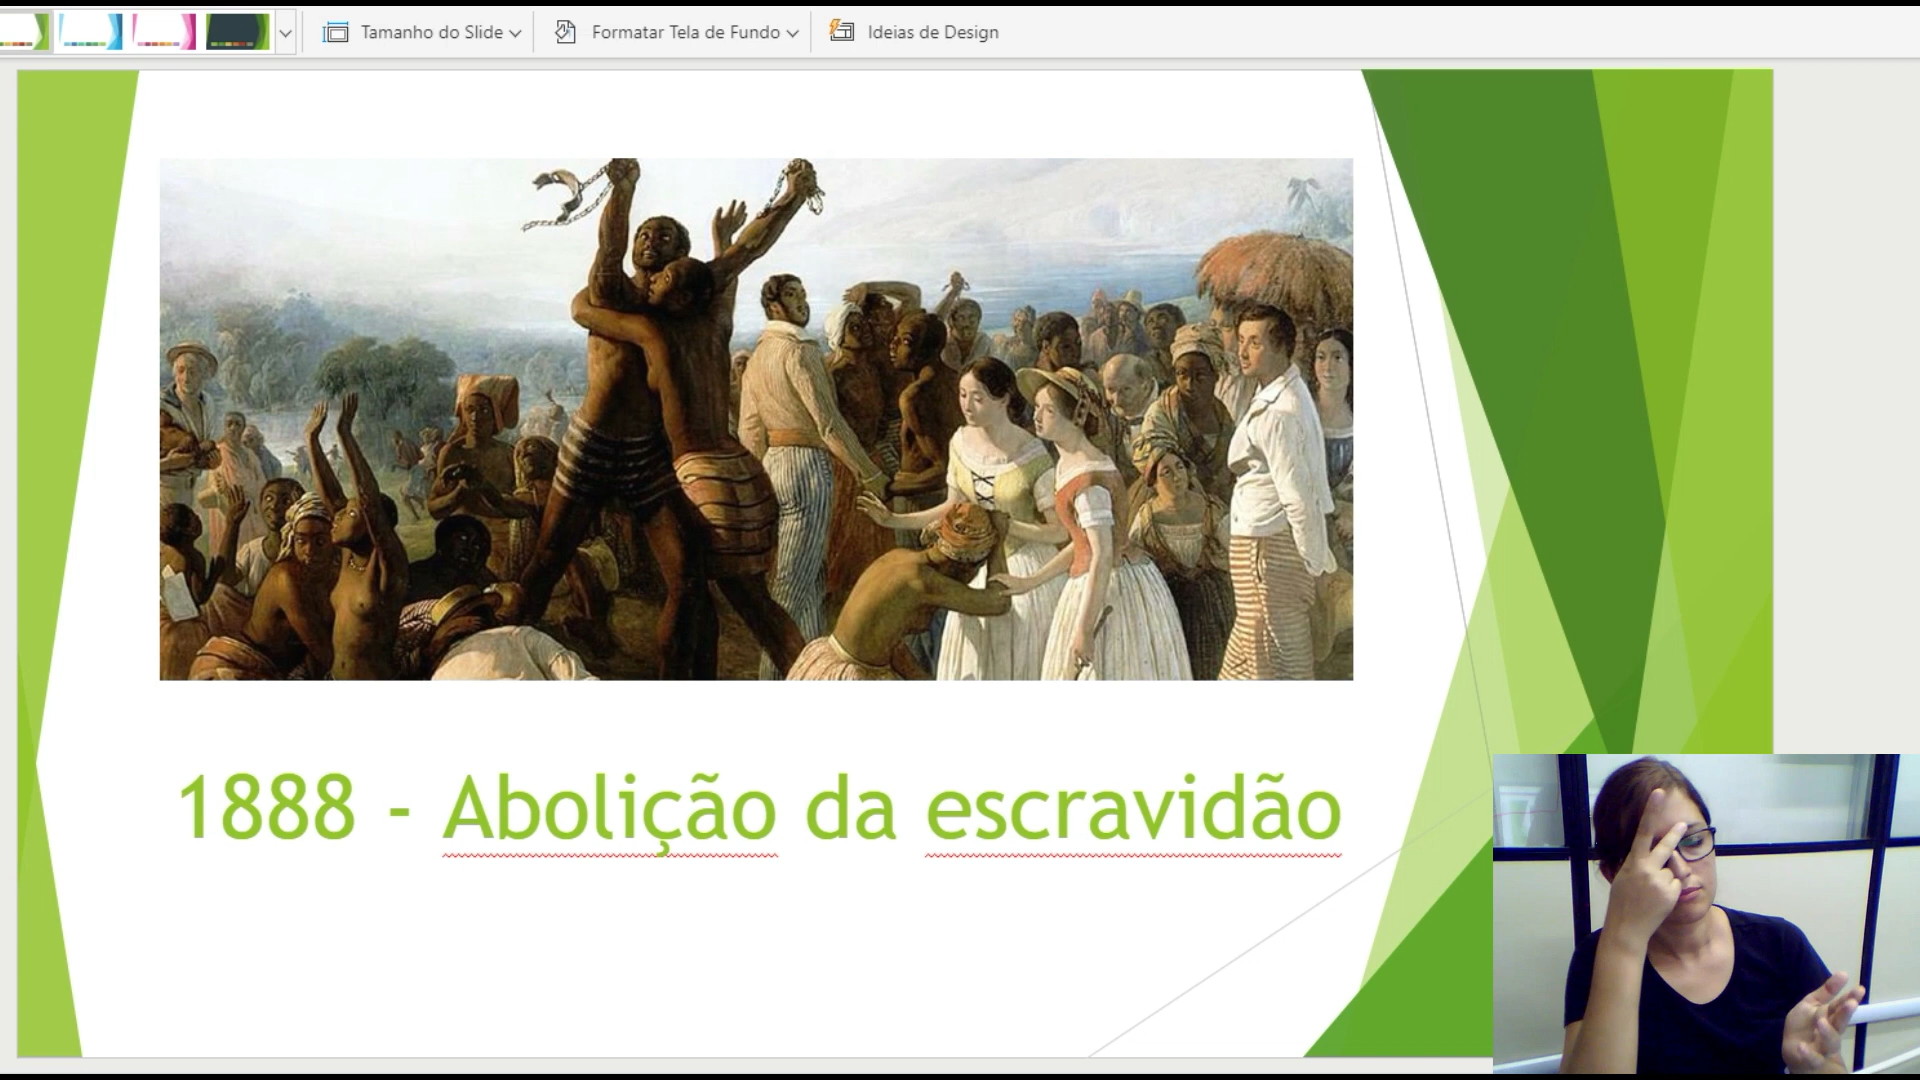 Tamanho do Slide
Formatar Tela de Fundo
Ideias de Design
1888 - Abolição da escravidão